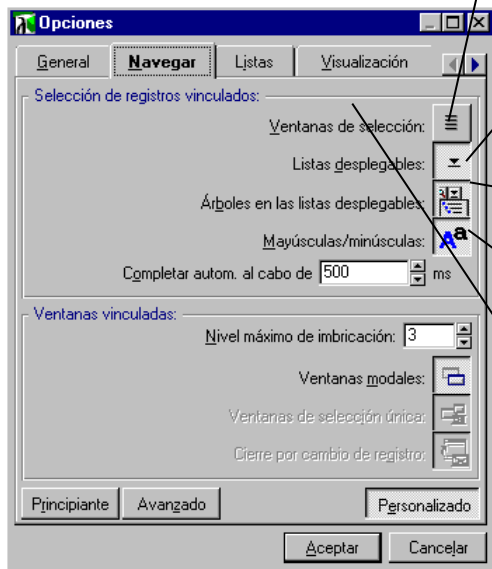 Opciones
General Navegar Listas Visualización
Selección de registros vinculados:
Ventanas de selección:
Listas desplegables:
Árboles en las listas desplegables:
Mayúsculas/minúsculas: Aa
Completar autom. al cabo de 500 ms
Ventanas vinculadas:
Nivel máximo de imbricación: 3
Ventanas modales:
Ventanas de selección única:
Cierre por cambio de registro:
Principiante Avanzado Personalizado
Aceptar Cancelar